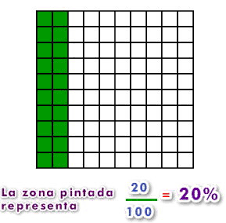 La zona pintada
representa
20/100 = 20%